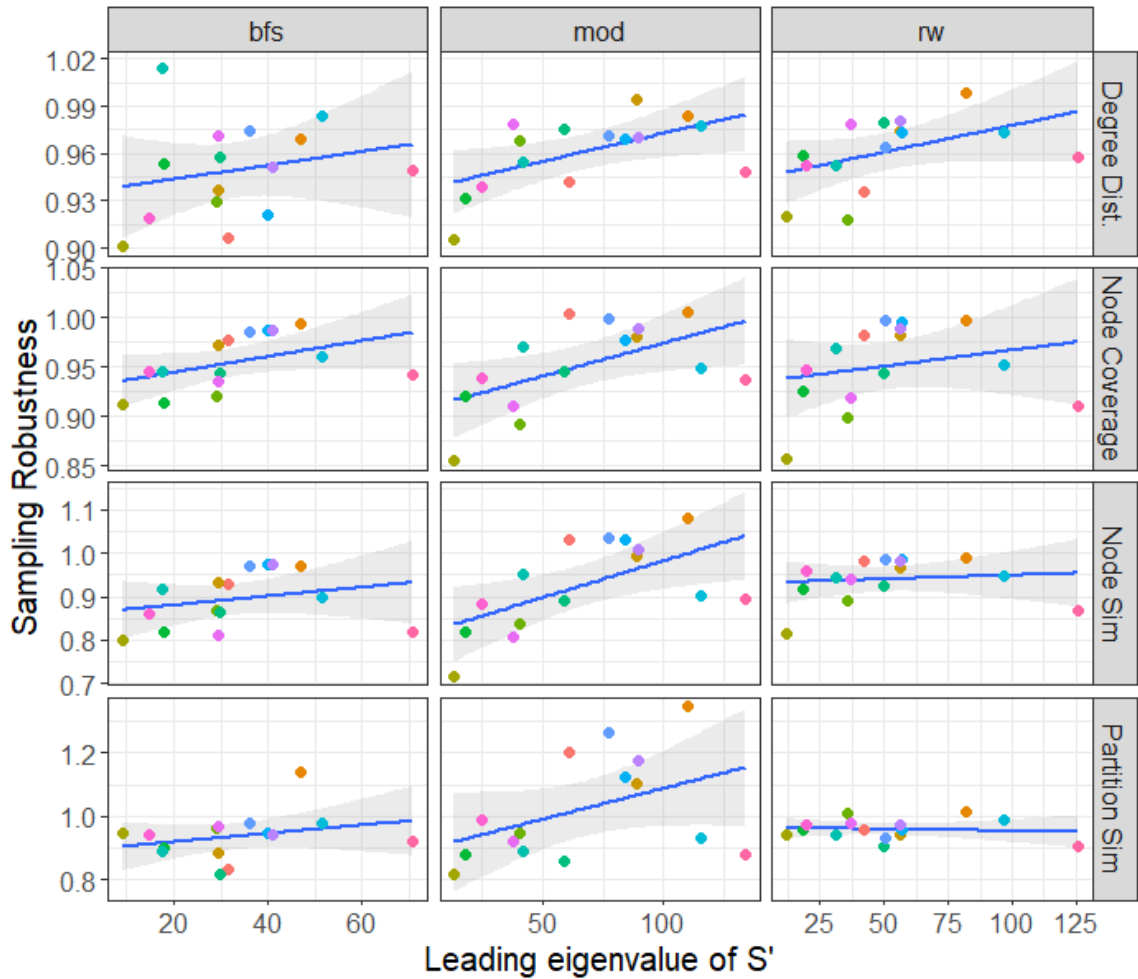 bfs mod rw
1.02
0.99
0.96
0.93
0.90
Degree Dist.
1.05
1.00
0.95
0.90
0.85
Node Coverage
1.1
1.0
0.9
0.8
0.7
Node Sim
1.2
1.0
0.8
Partition Sim
Sampling Robustness
20 40 60 50 100 25 50 75 100 125
Leading eigenvalue of S'